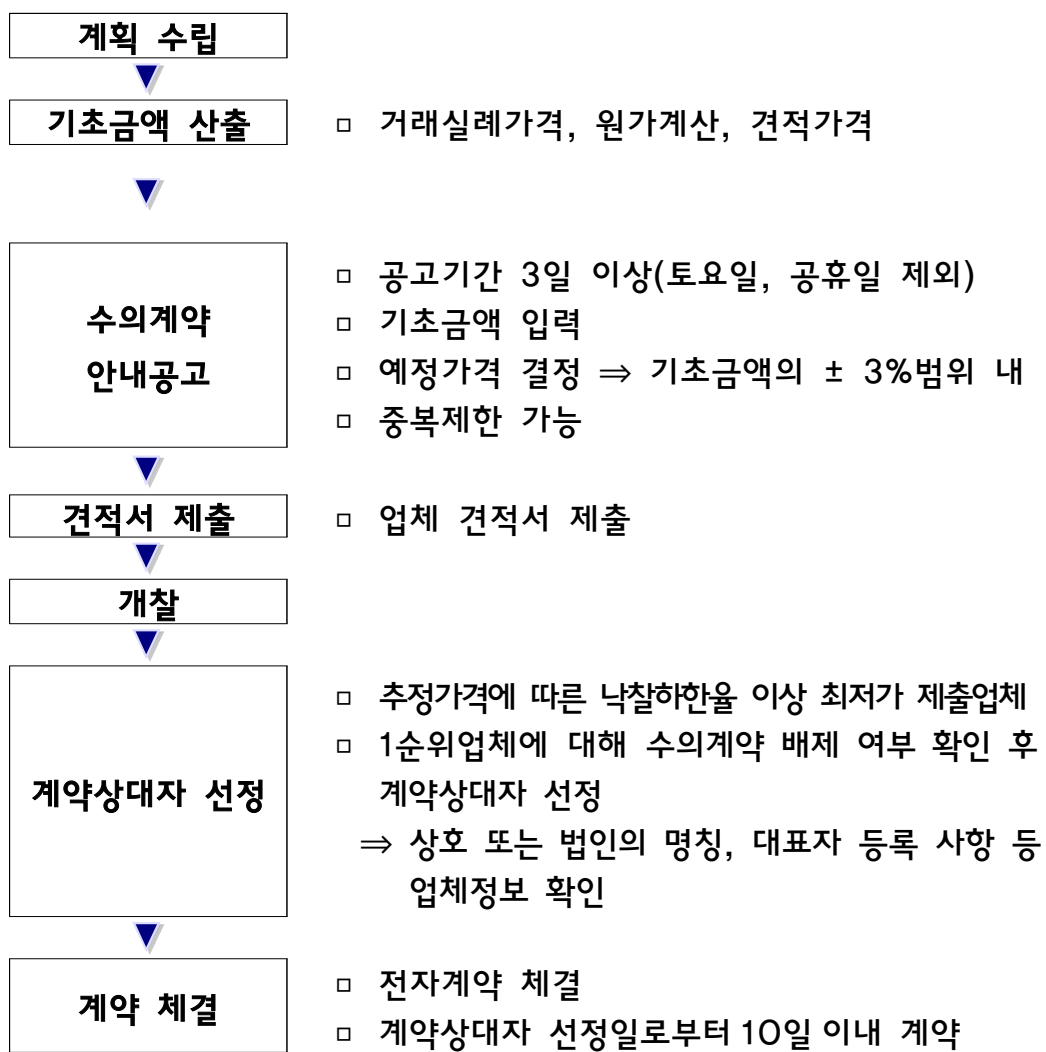 계획 수립
▼
기초금액 산출
□ 거래실례가격, 원가계산, 견적가격
▼
수의계약
안내공고
□ 공고기간 3일 이상(토요일, 공휴일 제외)
□ 기초금액 입력
□ 예정가격 결정 ⇒ 기초금액의 ± 3%범위 내
□ 중복제한 가능
▼
견적서 제출
□ 업체 견적서 제출
▼
개찰
▼
계약상대자 선정
□ 추정가격에 따른 낙찰하한율 이상 최저가 제출업체
□ 1순위업체에 대해 수의계약 배제 여부 확인 후
계약상대자 선정
⇒ 상호 또는 법인의 명칭, 대표자 등록 사항 등
업체정보 확인
▼
계약 체결
□ 전자계약 체결
□ 계약상대자 선정일로부터 10일 이내 계약